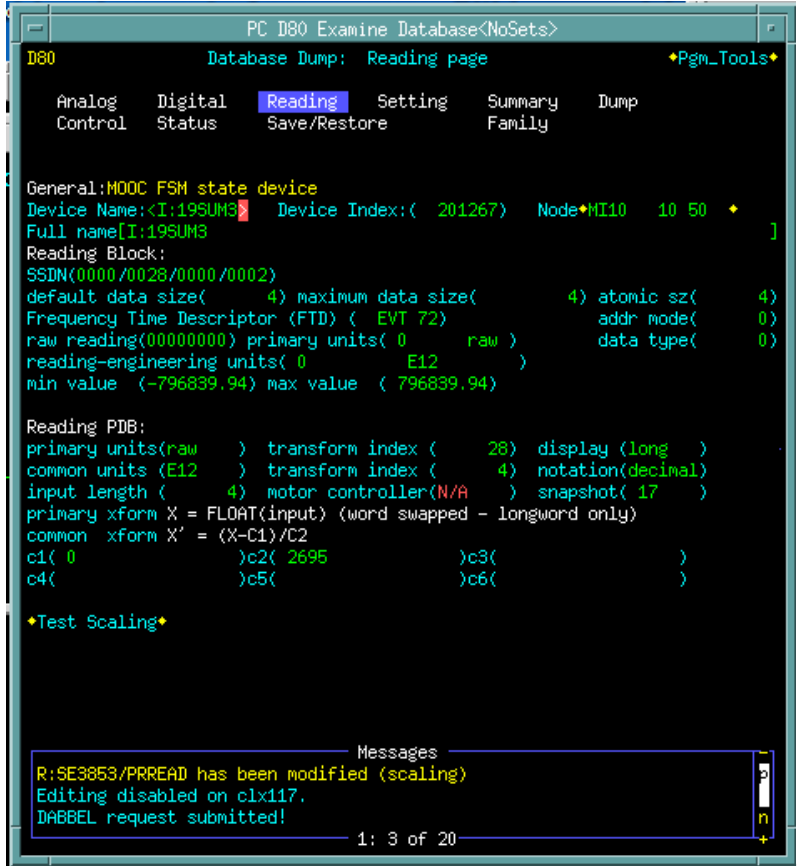 PC D80 Examine Database<NoSets>
D80 Database Dump: Reading page ◆Pgm_Tools◆
Analog Digital Reading Setting Summary Dump
Control Status Save/Restore Family
General:MOOC FSM state device
Device Name:<I:19SUM3> Device Index:( 201267) Node◆MI10 10 50 ◆
Full name[I:19SUM3 ]
Reading Block:
SSDN(0000/0028/0000/0002)
default data size( 4) maximum data size( 4) atomic sz( 4)
Frequency Time Descriptor (FTD) ( EVT 72) addr mode( 0)
raw reading(00000000) primary units( 0 raw ) data type( 0)
reading-engineering units( 0 E12 )
min value (-796839.94) max value ( 796839.94)
Reading PDB:
primary units(raw ) transform index ( 28) display (long )
common units (E12 ) transform index ( 4) notation(decimal)
input length ( 4) motor controller(N/A ) snapshot( 17 )
primary xform X = FLOAT(input) (word swapped - longword only)
common xform X' = (X-C1)/C2
c1( 0 )c2( 2695 )c3( )
c4( )c5( )c6( )
◆Test Scaling◆
Messages
R:SE3853/PRREAD has been modified (scaling)
Editing disabled on clx117.
DABBEL request submitted!
1: 3 of 20
-
p
n
+